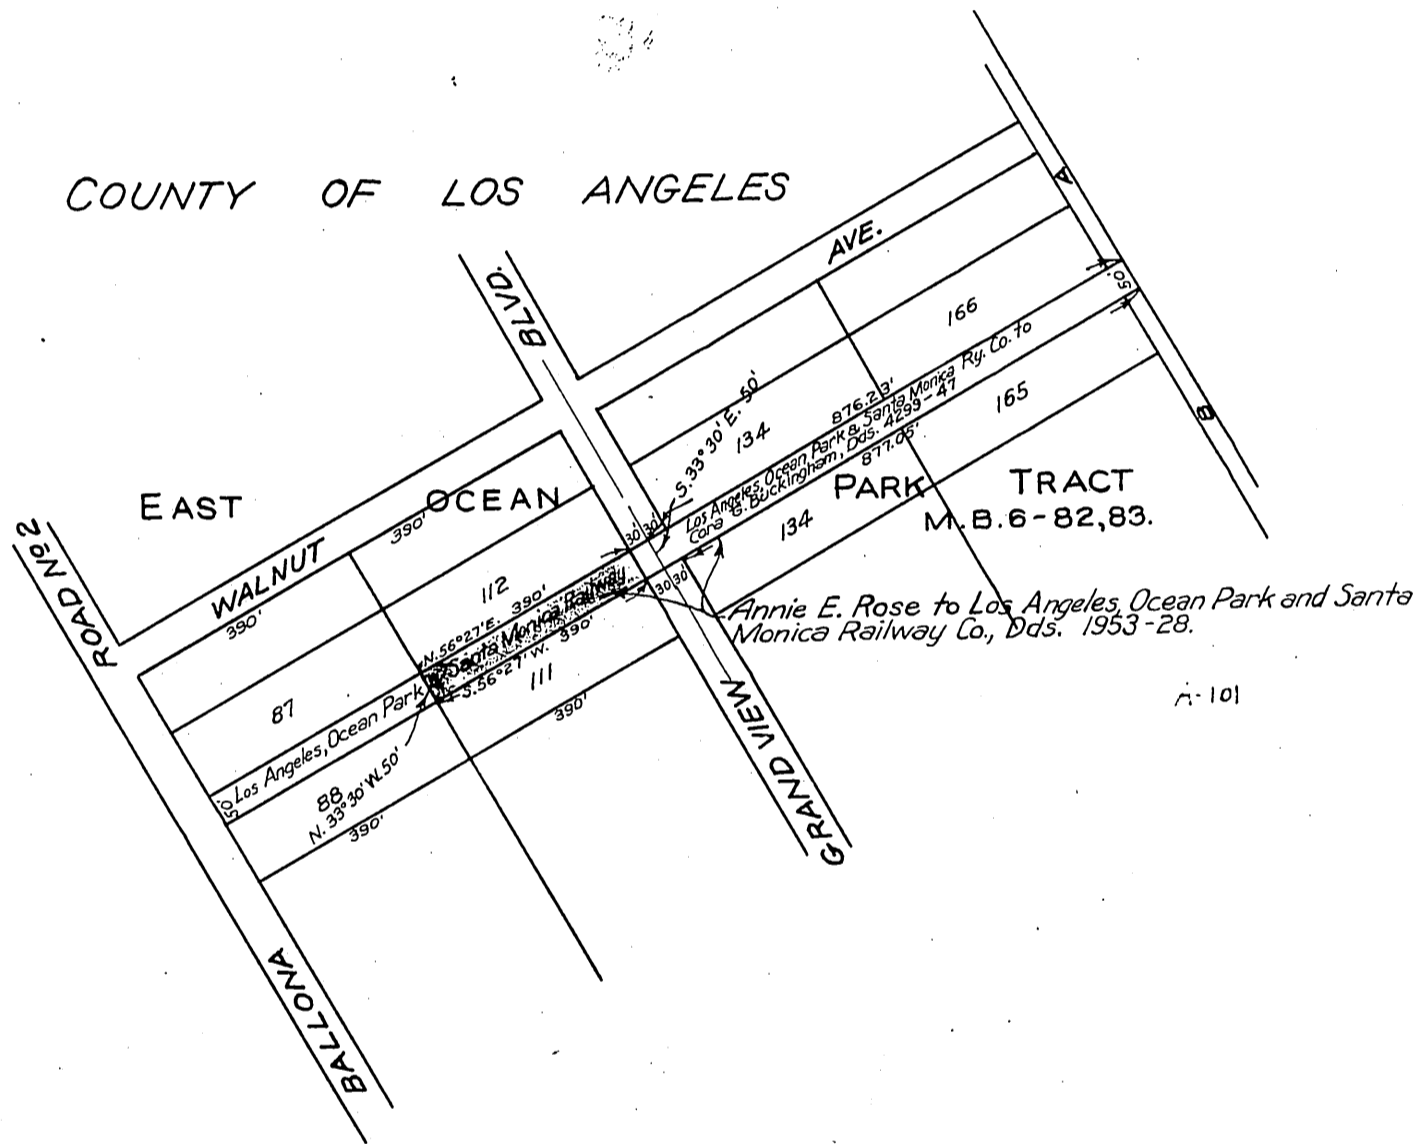 COUNTY OF LOS ANGELES
BLVD.
AVE.
A
50'
166
876.23'
S. 33°30' E. 50'
134
Los Angeles, Ocean Park & Santa Monica Ry. Co. to
Cora G. Buckingham, Dds. 4299-47
877.05'
165
B
EAST OCEAN PARK TRACT
M.B. 6-82,83.
ROAD Nº 2
WALNUT
390'
390'
30' 30'
134
112
390'
N. 56°27' E.
30 30'
Annie E. Rose to Los Angeles, Ocean Park and Santa
Monica Railway Co., Dds. 1953-28.
87
Los Angeles, Ocean Park & Santa Monica Railway
S. 56°27' W. 390'
111
390'
50'
88
N. 33°30' W. 50'
390'
GRAND VIEW
101
BALLONA